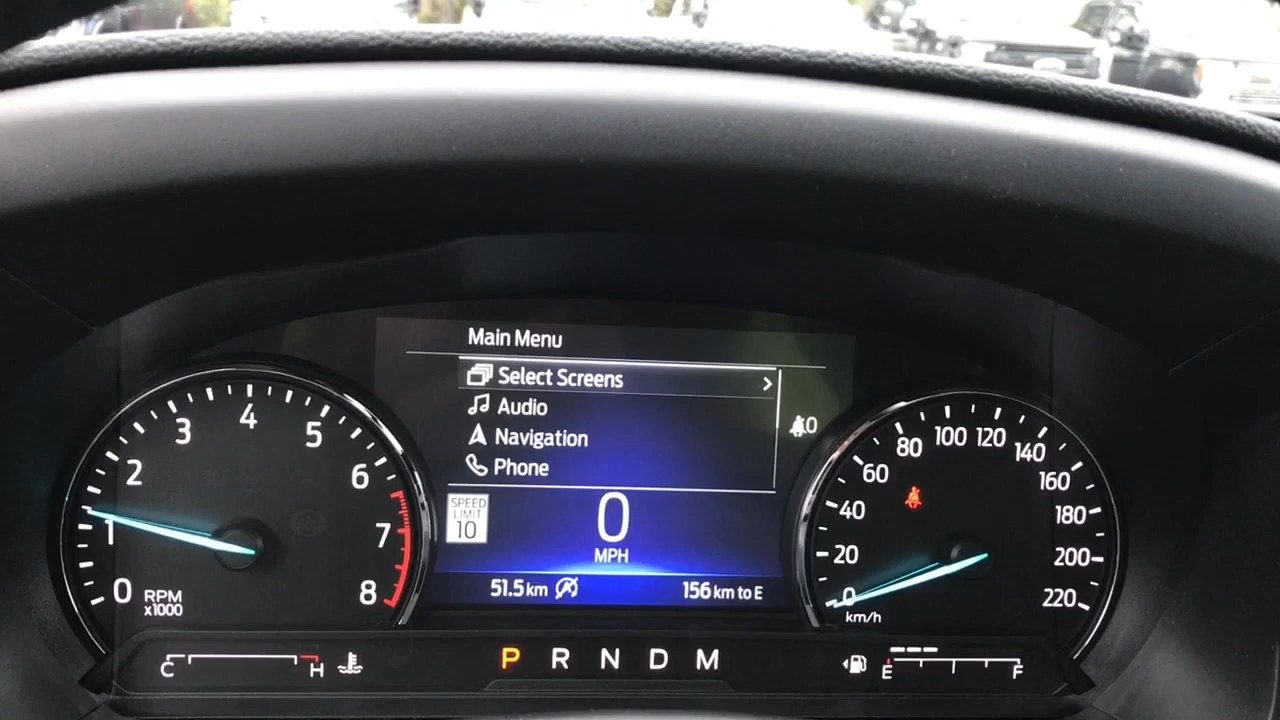 Main Menu
Select Screens
Audio
Navigation
Phone
SPEED
LIMIT
10
0
MPH
51.5 km
156 km to E
0
1
2
3
4
5
6
7
8
RPM
x1000
0
20
40
60
80
100
120
140
160
180
200
220
km/h
C
H
P R N D M
E
F